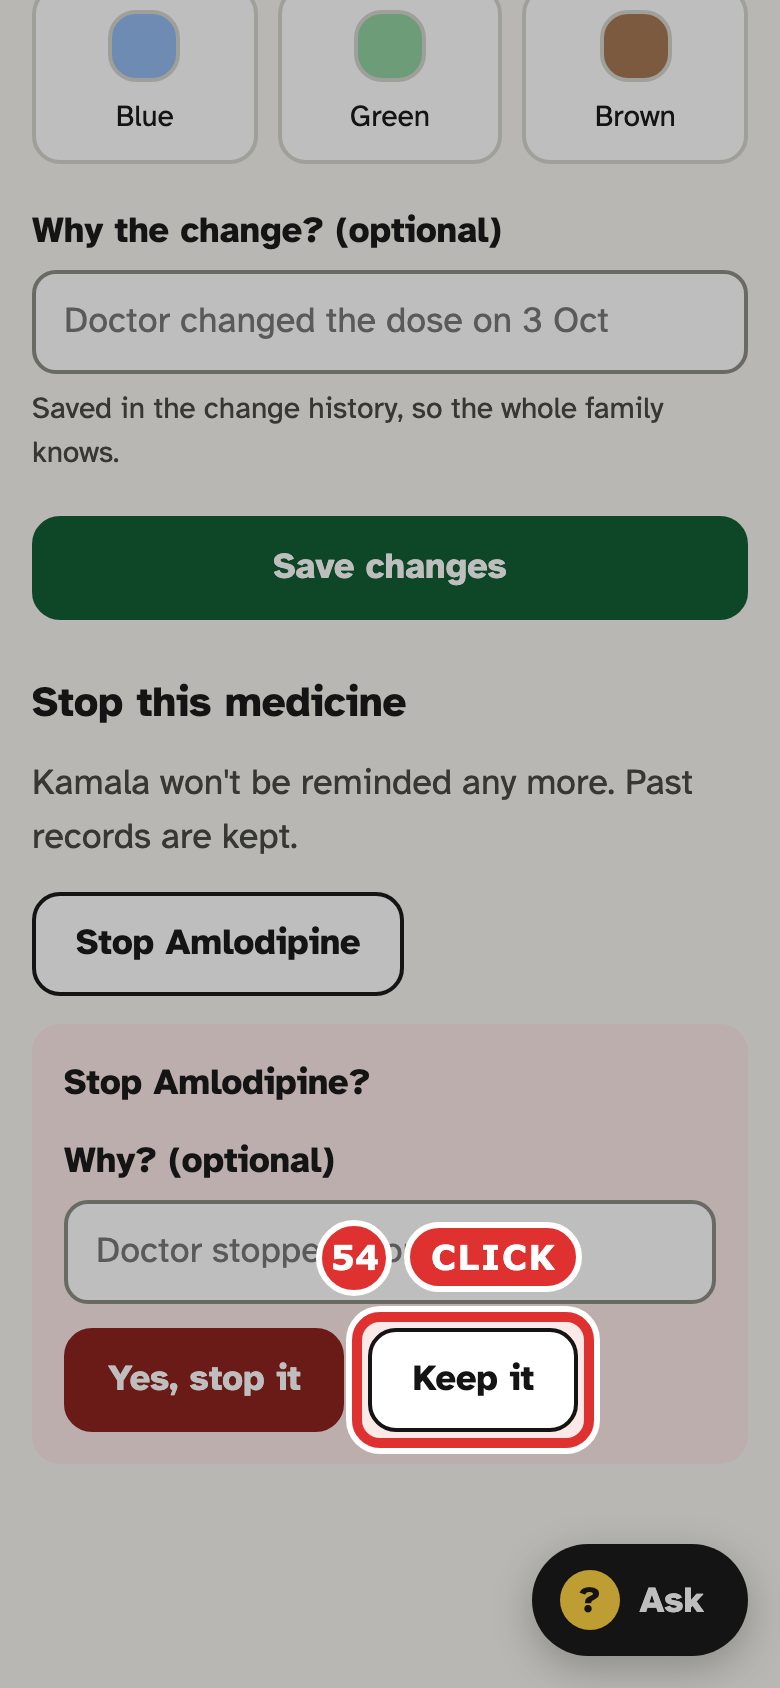 Blue
Green
Brown
Why the change? (optional)
Doctor changed the dose on 3 Oct
Saved in the change history, so the whole family
knows.
Save changes
Stop this medicine
Kamala won't be reminded any more. Past
records are kept.
Stop Amlodipine
Stop Amlodipine?
Why? (optional)
Doctor
54
CLICK
Yes, stop it
Keep it
?
Ask